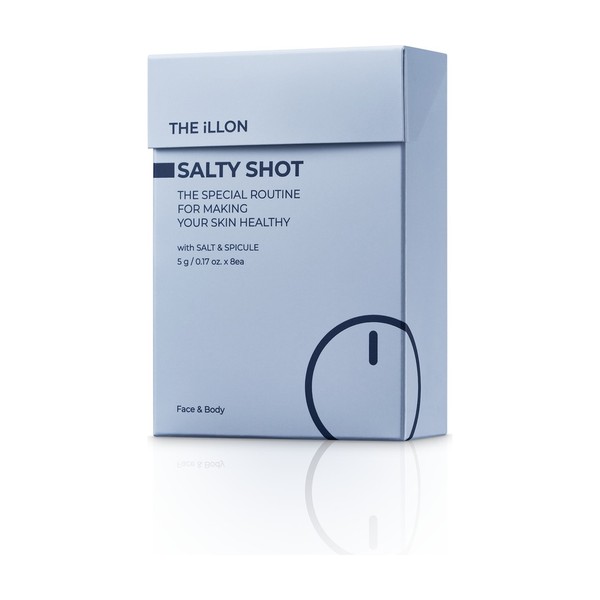 THE iLLON
SALTY SHOT
THE SPECIAL ROUTINE
FOR MAKING
YOUR SKIN HEALTHY
with SALT & SPICULE
5 g / 0.17 oz. x 8ea
Face & Body